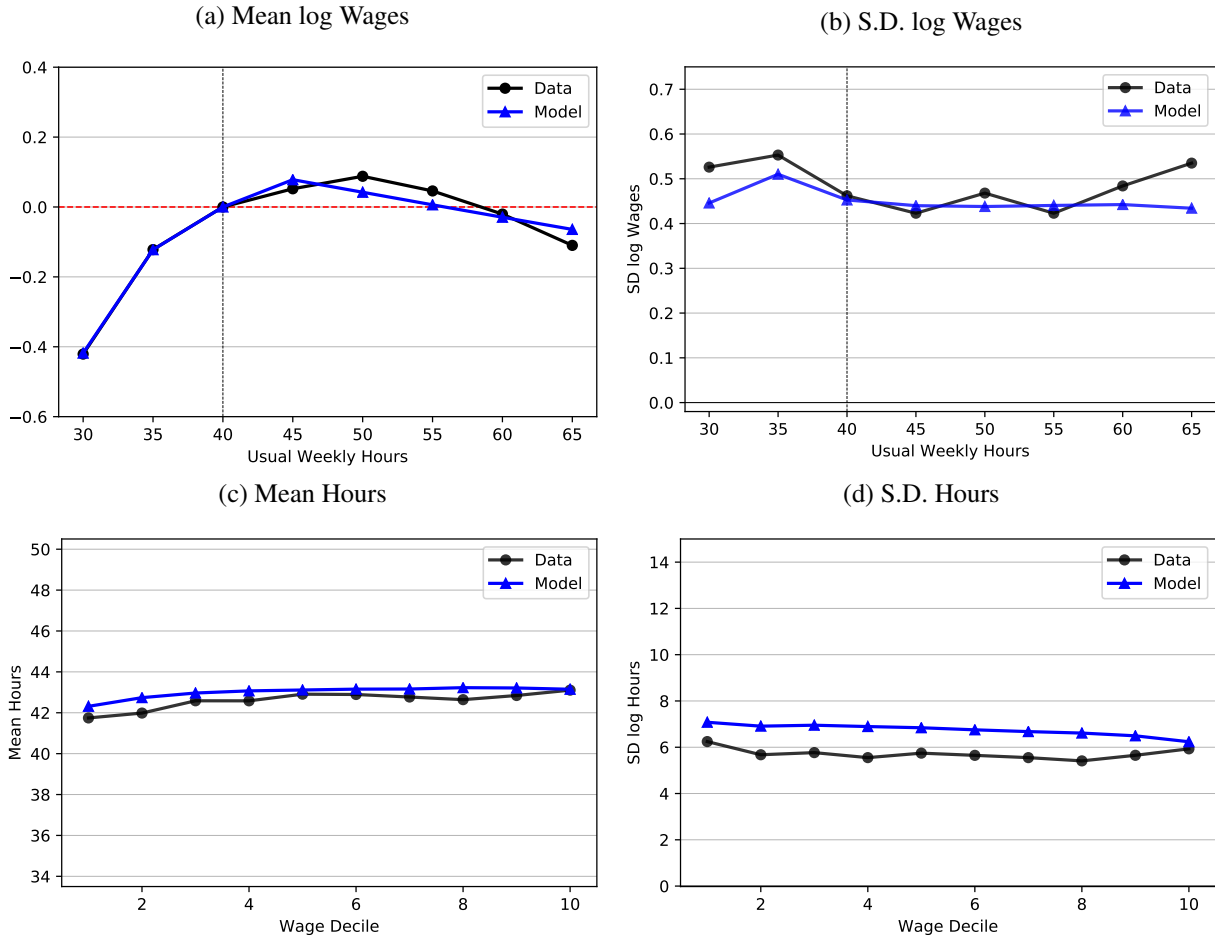 (a) Mean log Wages
0.4
0.2
0.0
−0.2
−0.4
−0.6
30 35 40 45 50 55 60 65
Usual Weekly Hours
Data
Model
(b) S.D. log Wages
SD log Wages
0.7
0.6
0.5
0.4
0.3
0.2
0.1
0.0
30 35 40 45 50 55 60 65
Usual Weekly Hours
Data
Model
(c) Mean Hours
Mean Hours
50
48
46
44
42
40
38
36
34
2 4 6 8 10
Wage Decile
Data
Model
(d) S.D. Hours
SD log Hours
14
12
10
8
6
4
2
0
2 4 6 8 10
Wage Decile
Data
Model